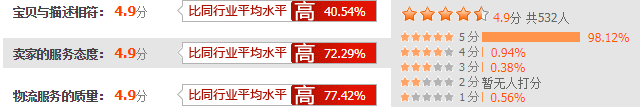 宝贝与描述相符： 4.9分 比同行业平均水平 高 40.54%
卖家的服务态度： 4.9分 比同行业平均水平 高 72.29%
物流服务的质量： 4.9分 比同行业平均水平 高 77.42%
4.9分 共532人
5分 98.12%
4分 0.94%
3分 0.38%
2分 暂无人打分
1分 0.56%